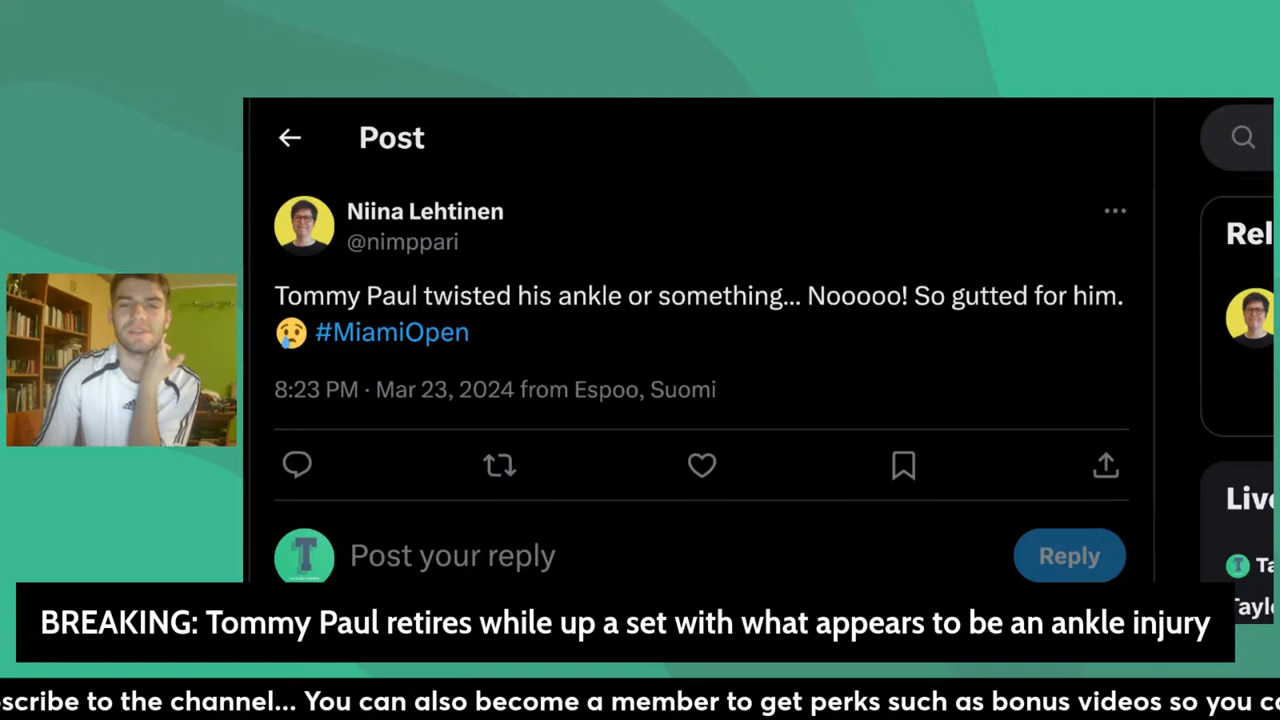 Post
Niina Lehtinen
@nimppari
Tommy Paul twisted his ankle or something... Nooooo! So gutted for him.
😢 #MiamiOpen
8:23 PM · Mar 23, 2024 from Espoo, Suomi
Post your reply
Reply
Rel
Liv
Ta
Tayl
BREAKING: Tommy Paul retires while up a set with what appears to be an ankle injury
scribe to the channel... You can also become a member to get perks such as bonus videos so you c